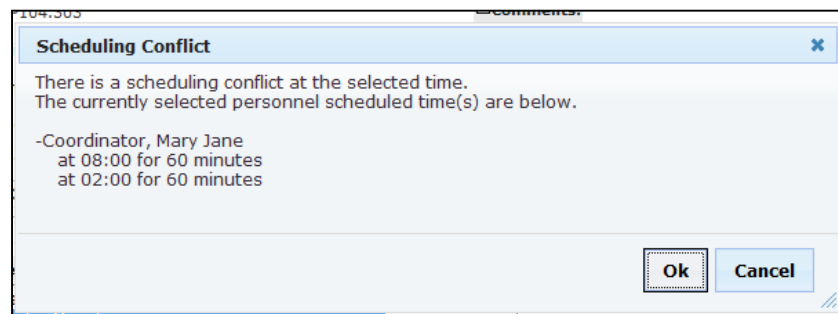 Scheduling Conflict
There is a scheduling conflict at the selected time.
The currently selected personnel scheduled time(s) are below.
-Coordinator, Mary Jane
at 08:00 for 60 minutes
at 02:00 for 60 minutes
Ok Cancel